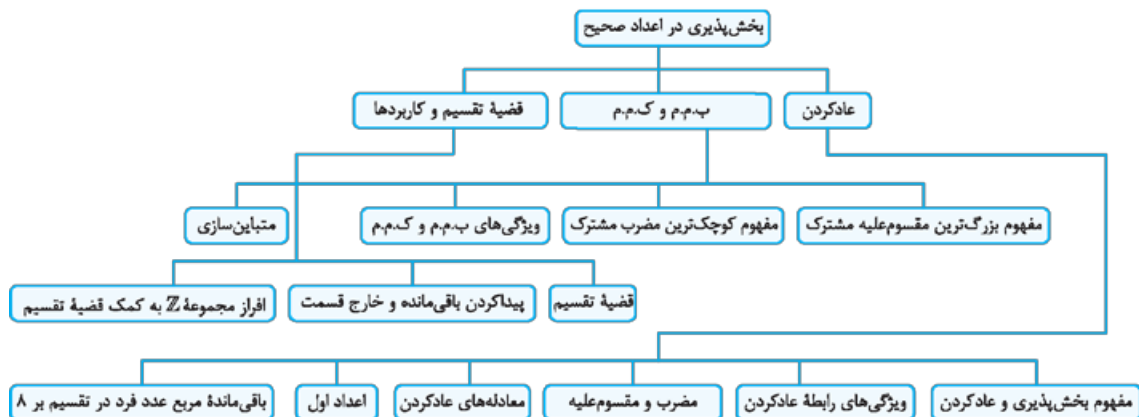 بخش‌پذیری در اعداد صحیح
عادکردن
ب.م.م و ک.م.م
قضیهٔ تقسیم و کاربردها
مفهوم بزرگ‌ترین مقسوم‌علیه مشترک
مفهوم کوچک‌ترین مضرب مشترک
ویژگی‌های ب.م.م و ک.م.م
متباین‌سازی
قضیهٔ تقسیم
پیداکردن باقی‌مانده و خارج قسمت
افراز مجموعهٔ ℤ به کمک قضیهٔ تقسیم
مفهوم بخش‌پذیری و عادکردن
ویژگی‌های رابطهٔ عادکردن
مضرب و مقسوم‌علیه
معادله‌های عادکردن
اعداد اول
باقی‌ماندهٔ مربع عدد فرد در تقسیم بر ۸